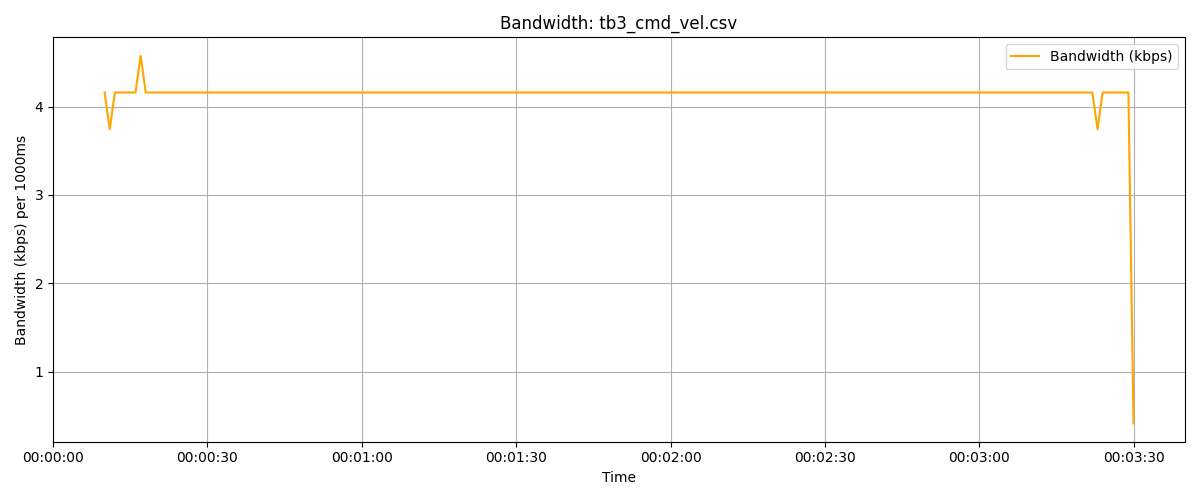 Bandwidth: tb3_cmd_vel.csv
Bandwidth (kbps)
Bandwidth (kbps) per 1000ms
4
3
2
1
00:00:00 00:00:30 00:01:00 00:01:30 00:02:00 00:02:30 00:03:00 00:03:30
Time